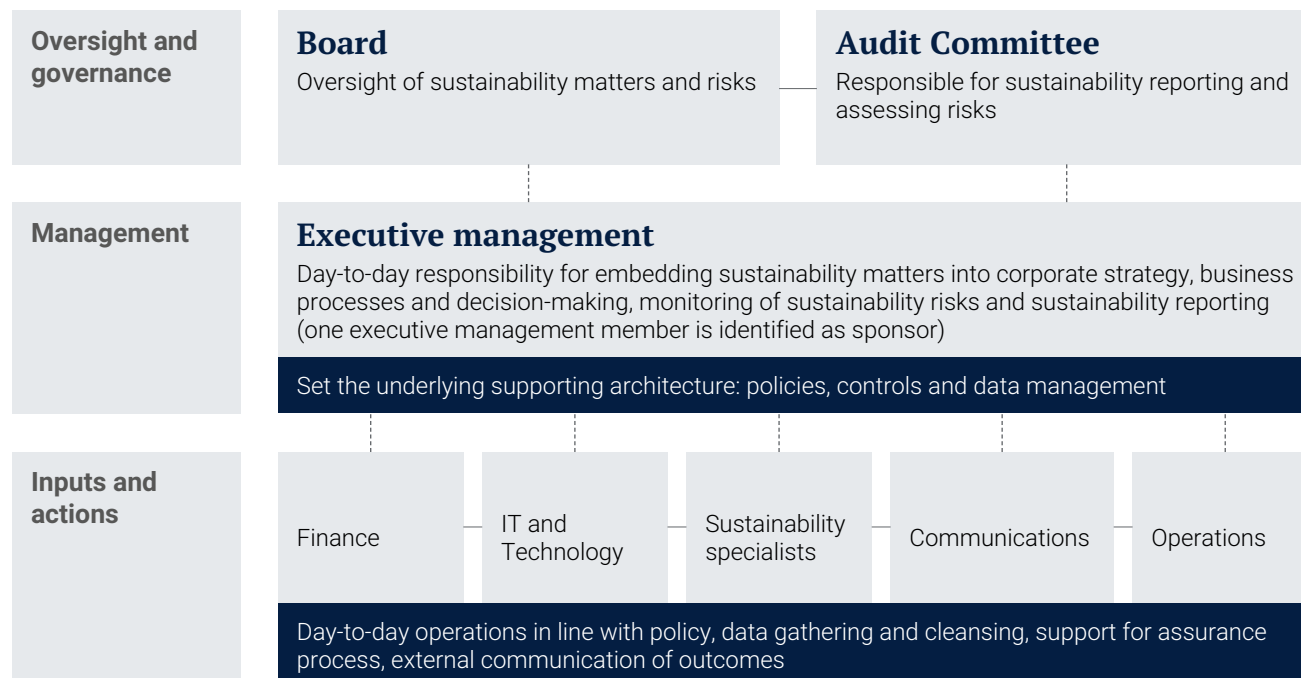 Oversight and
governance
Board
Oversight of sustainability matters and risks
Audit Committee
Responsible for sustainability reporting and
assessing risks
Management
Executive management
Day-to-day responsibility for embedding sustainability matters into corporate strategy, business
processes and decision-making, monitoring of sustainability risks and sustainability reporting
(one executive management member is identified as sponsor)
Set the underlying supporting architecture: policies, controls and data management
Inputs and
actions
Finance
IT and
Technology
Sustainability
specialists
Communications
Operations
Day-to-day operations in line with policy, data gathering and cleansing, support for assurance
process, external communication of outcomes